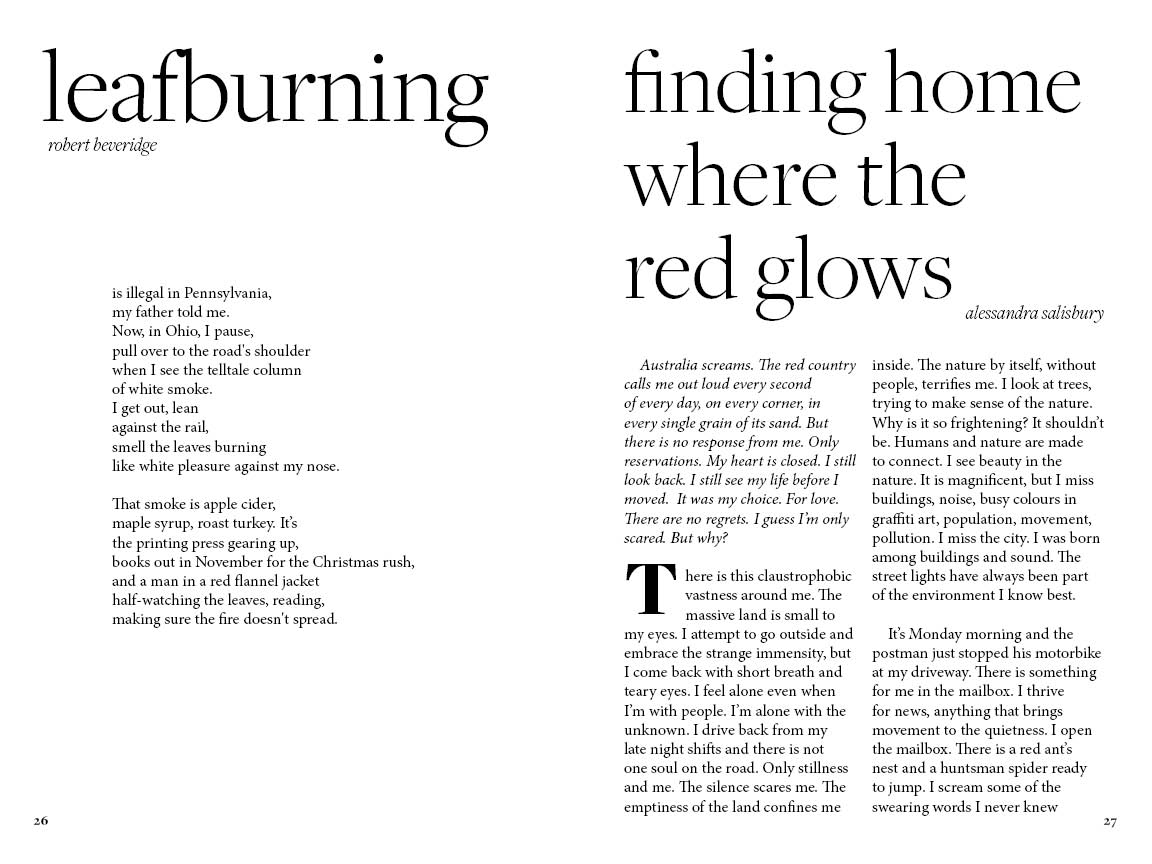 leafburning
robert beveridge
is illegal in Pennsylvania,
my father told me.
Now, in Ohio, I pause,
pull over to the road's shoulder
when I see the telltale column
of white smoke.
I get out, lean
against the rail,
smell the leaves burning
like white pleasure against my nose.
That smoke is apple cider,
maple syrup, roast turkey. It’s
the printing press gearing up,
books out in November for the Christmas rush,
and a man in a red flannel jacket
half-watching the leaves, reading,
making sure the fire doesn't spread.
26
finding home
where the
red glows
alessandra salisbury
Australia screams. The red country
calls me out loud every second
of every day, on every corner, in
every single grain of its sand. But
there is no response from me. Only
reservations. My heart is closed. I still
look back. I still see my life before I
moved.  It was my choice. For love.
There are no regrets. I guess I’m only
scared. But why?
There is this claustrophobic
vastness around me. The
massive land is small to
my eyes. I attempt to go outside and
embrace the strange immensity, but
I come back with short breath and
teary eyes. I feel alone even when
I’m with people. I’m alone with the
unknown. I drive back from my
late night shifts and there is not
one soul on the road. Only stillness
and me. The silence scares me. The
emptiness of the land confines me
inside. The nature by itself, without
people, terrifies me. I look at trees,
trying to make sense of the nature.
Why is it so frightening? It shouldn’t
be. Humans and nature are made
to connect. I see beauty in the
nature. It is magnificent, but I miss
buildings, noise, busy colours in
graffiti art, population, movement,
pollution. I miss the city. I was born
among buildings and sound. The
street lights have always been part
of the environment I know best.
It’s Monday morning and the
postman just stopped his motorbike
at my driveway. There is something
for me in the mailbox. I thrive
for news, anything that brings
movement to the quietness. I open
the mailbox. There is a red ant’s
nest and a huntsman spider ready
to jump. I scream some of the
swearing words I never knew
27